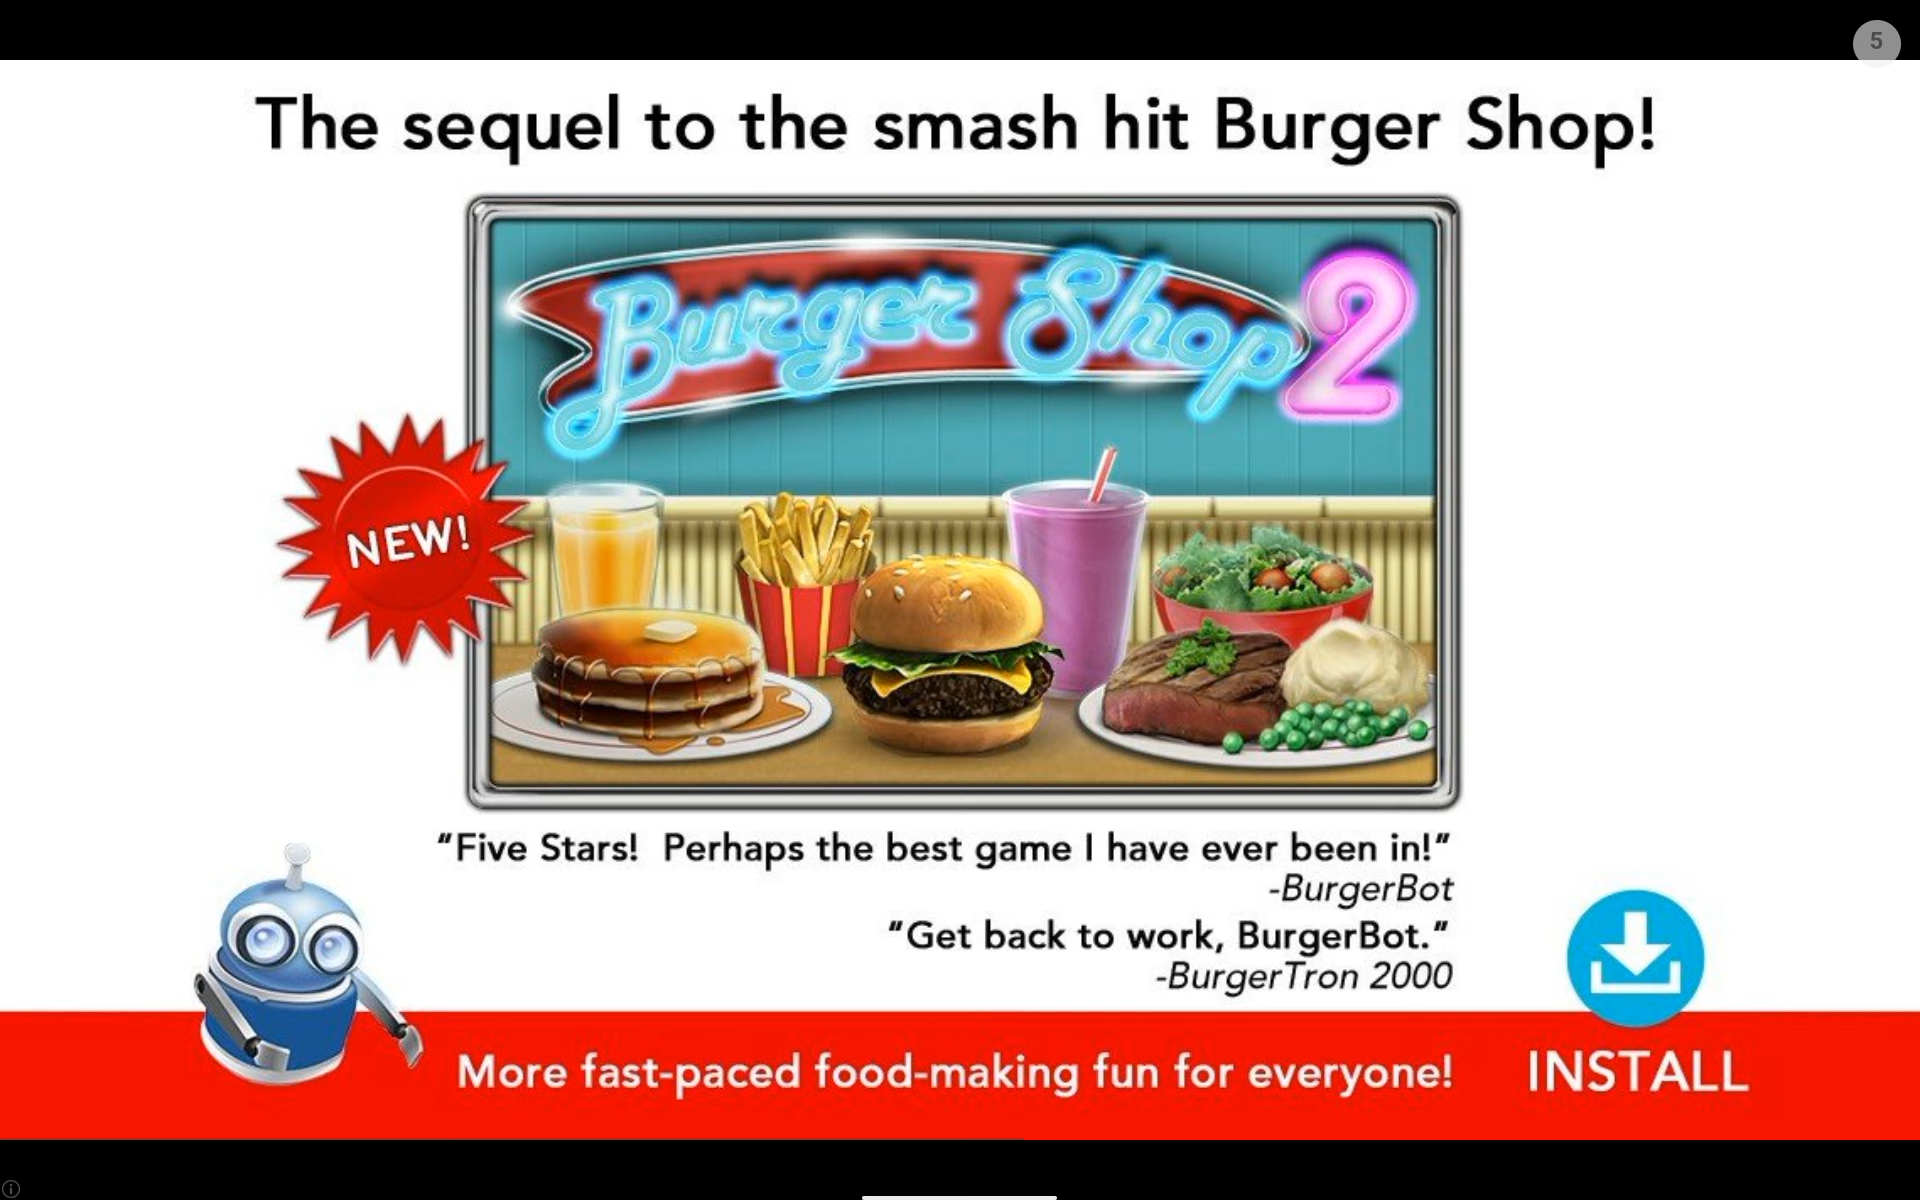 5
The sequel to the smash hit Burger Shop!
Burger Shop 2
NEW!
“Five Stars!  Perhaps the best game I have ever been in!”
-BurgerBot
“Get back to work, BurgerBot.”
-BurgerTron 2000
More fast-paced food-making fun for everyone!
INSTALL